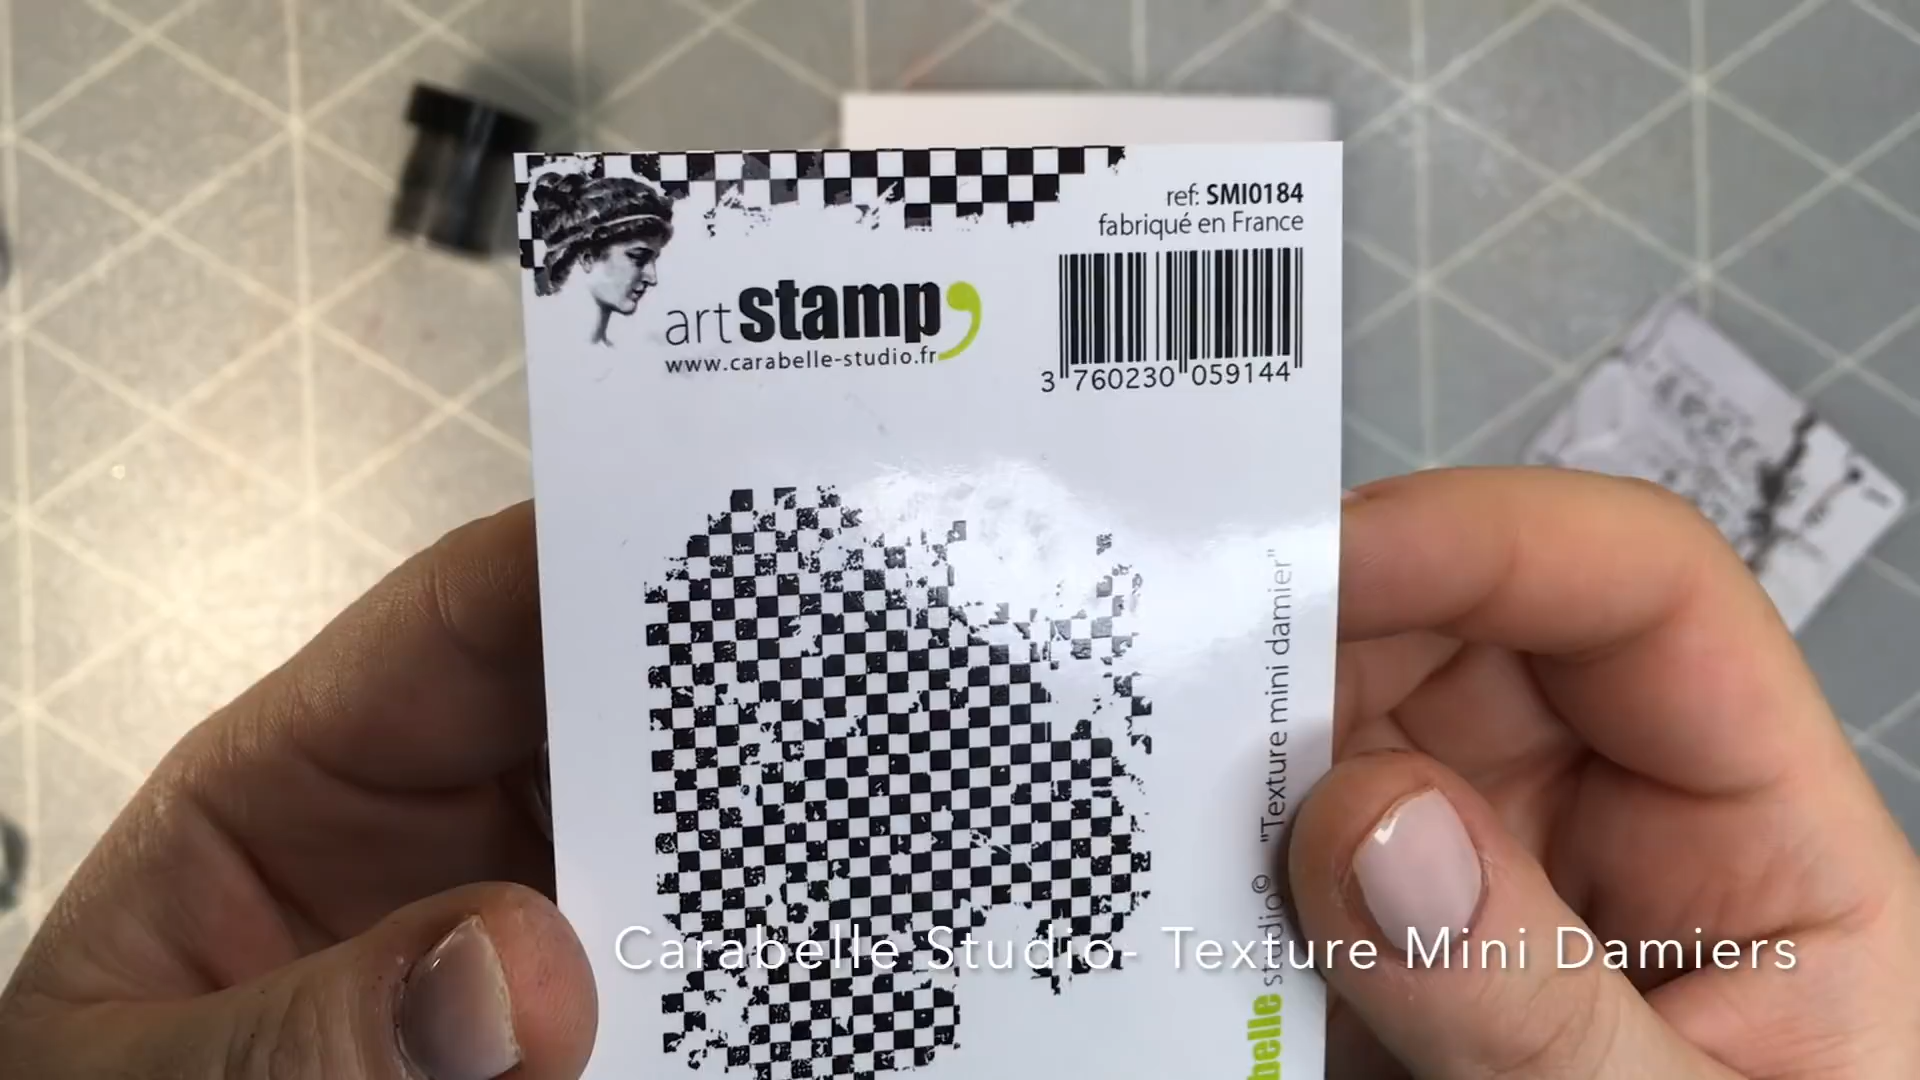 ref: SMI0184
fabriqué en France
artstamp,
www.carabelle-studio.fr
3 760230 059144
belle studio© "Texture mini damier"
Carabelle Studio- Texture Mini Damiers